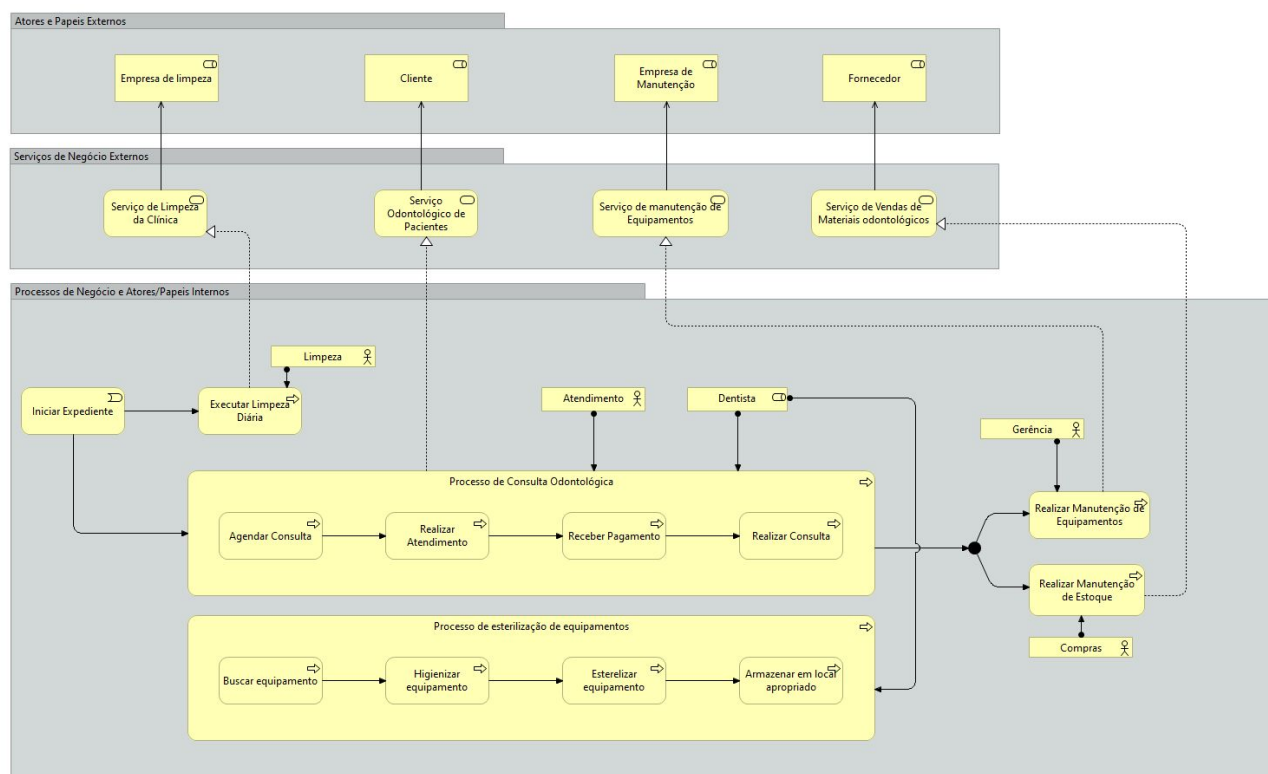 Atores e Papeis Externos
Empresa de limpeza
Cliente
Empresa de
Manutenção
Fornecedor
Serviços de Negócio Externos
Serviço de Limpeza
da Clínica
Serviço
Odontológico de
Pacientes
Serviço de manutenção de
Equipamentos
Serviço de Vendas de
Materiais odontológicos
Processos de Negócio e Atores/Papeis Internos
Limpeza
Iniciar Expediente
Executar Limpeza
Diária
Atendimento
Dentista
Gerência
Processo de Consulta Odontológica
Agendar Consulta
Realizar
Atendimento
Receber Pagamento
Realizar Consulta
Realizar Manutenção de
Equipamentos
Realizar Manutenção
de Estoque
Compras
Processo de esterilização de equipamentos
Buscar equipamento
Higienizar
equipamento
Esterelizar
equipamento
Armazenar em local
apropriado